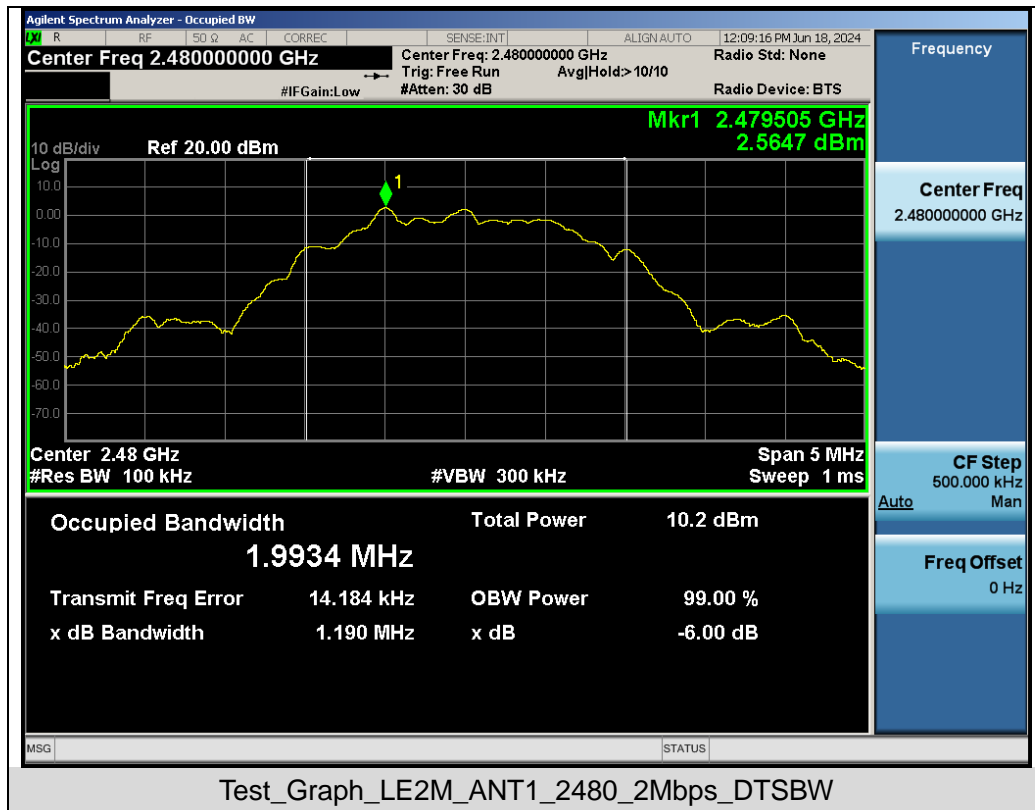 Agilent Spectrum Analyzer - Occupied BW
LXI R RF 50 Ω AC CORREC SENSE:INT ALIGN AUTO 12:09:16 PM Jun 18, 2024
Center Freq 2.480000000 GHz
Center Freq: 2.480000000 GHz Radio Std: None
Trig: Free Run Avg|Hold:> 10/10
#IFGain:Low #Atten: 30 dB Radio Device: BTS
Mkr1 2.479505 GHz
2.5647 dBm
10 dB/div Ref 20.00 dBm
Log
1
10.0
0.00
-10.0
-20.0
-30.0
-40.0
-50.0
-60.0
-70.0
Center 2.48 GHz Span 5 MHz
#Res BW 100 kHz #VBW 300 kHz Sweep 1 ms
Occupied Bandwidth Total Power 10.2 dBm
1.9934 MHz
Transmit Freq Error 14.184 kHz OBW Power 99.00 %
x dB Bandwidth 1.190 MHz x dB -6.00 dB
Frequency
Center Freq
2.480000000 GHz
CF Step
500.000 kHz
Auto Man
Freq Offset
0 Hz
MSG STATUS
Test_Graph_LE2M_ANT1_2480_2Mbps_DTSBW